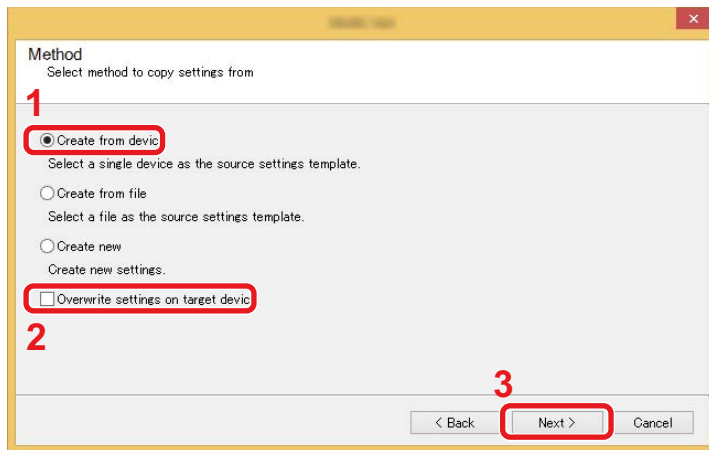 Method
Select method to copy settings from
1
Create from devic
Select a single device as the source settings template.
Create from file
Select a file as the source settings template.
Create new
Create new settings.
Overwrite settings on target devic
2
3
< Back Next > Cancel